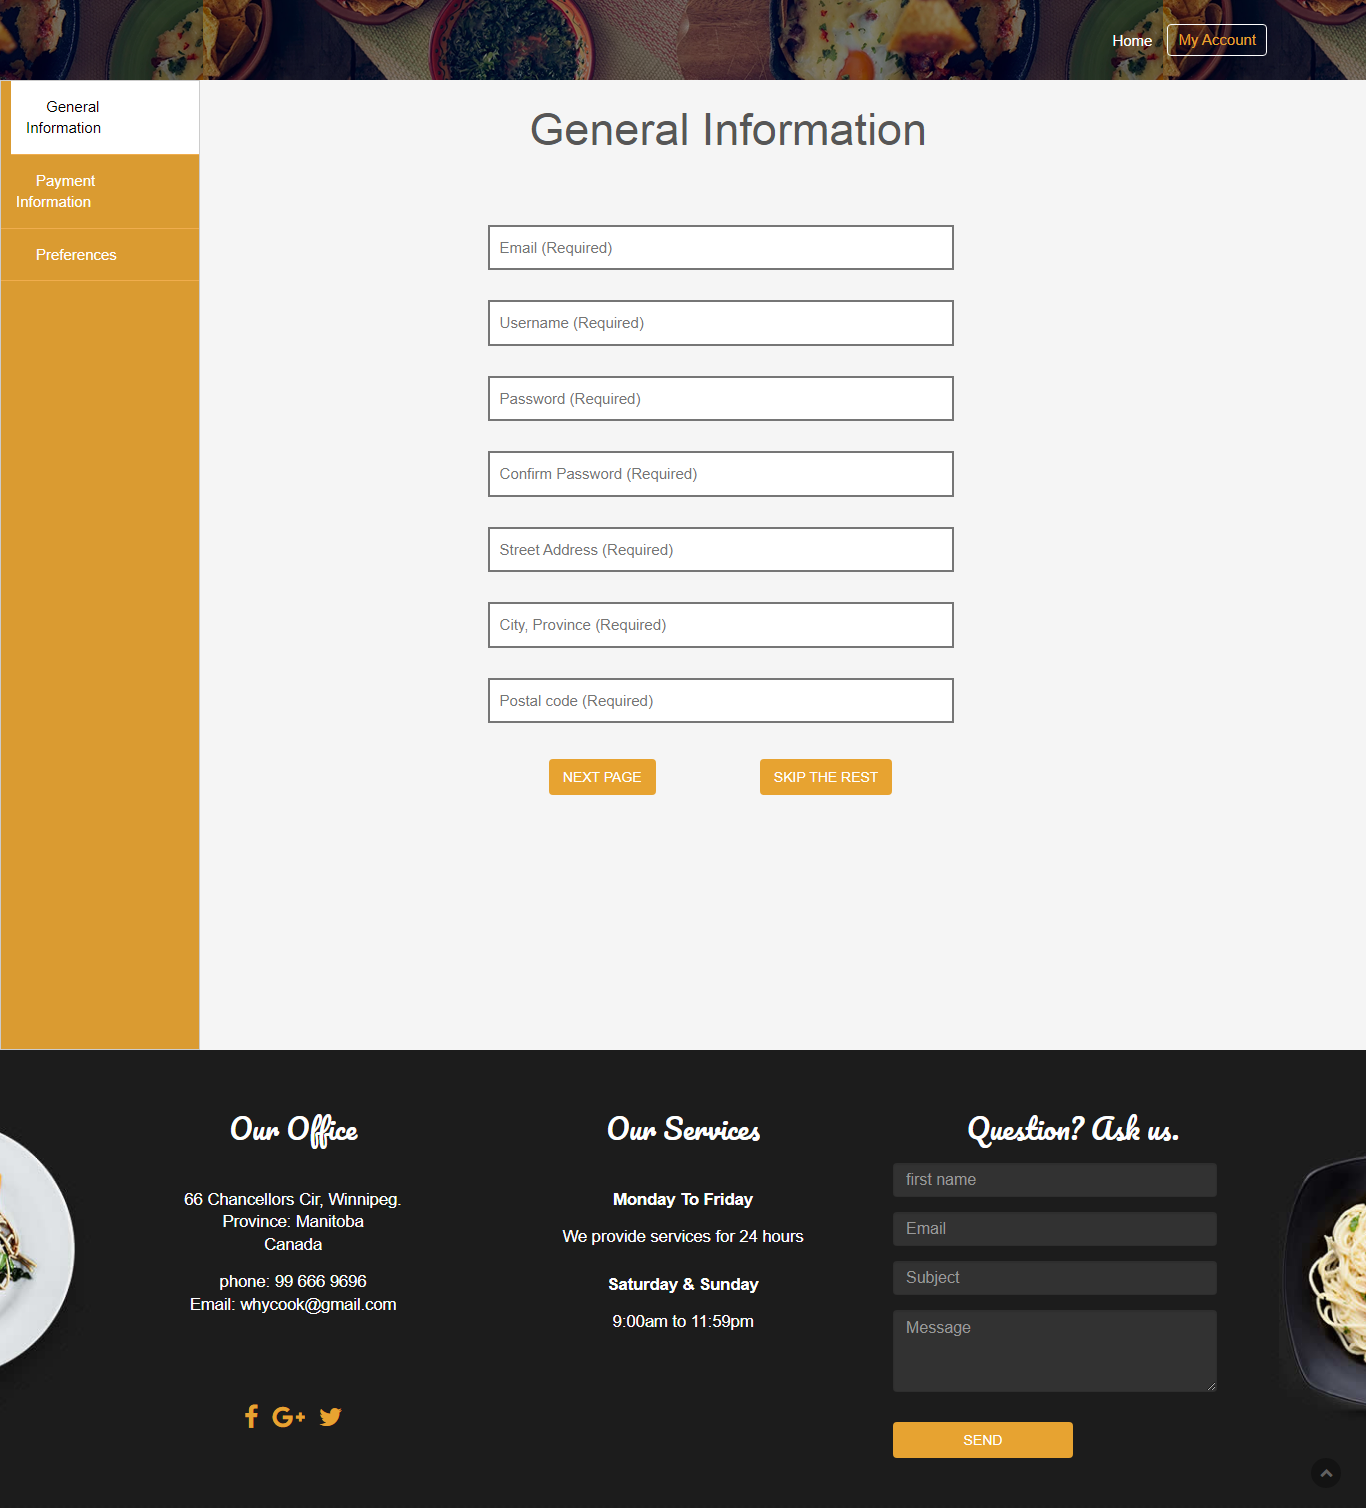 Home
My Account
General
Information
Payment
Information
Preferences
General Information
Email (Required)
Username (Required)
Password (Required)
Confirm Password (Required)
Street Address (Required)
City, Province (Required)
Postal code (Required)
NEXT PAGE
SKIP THE REST
Our Office
66 Chancellors Cir, Winnipeg.
Province: Manitoba
Canada
phone: 99 666 9696
Email: whycook@gmail.com
Our Services
Monday To Friday
We provide services for 24 hours
Saturday & Sunday
9:00am to 11:59pm
Question? Ask us.
first name
Email
Subject
Message
SEND